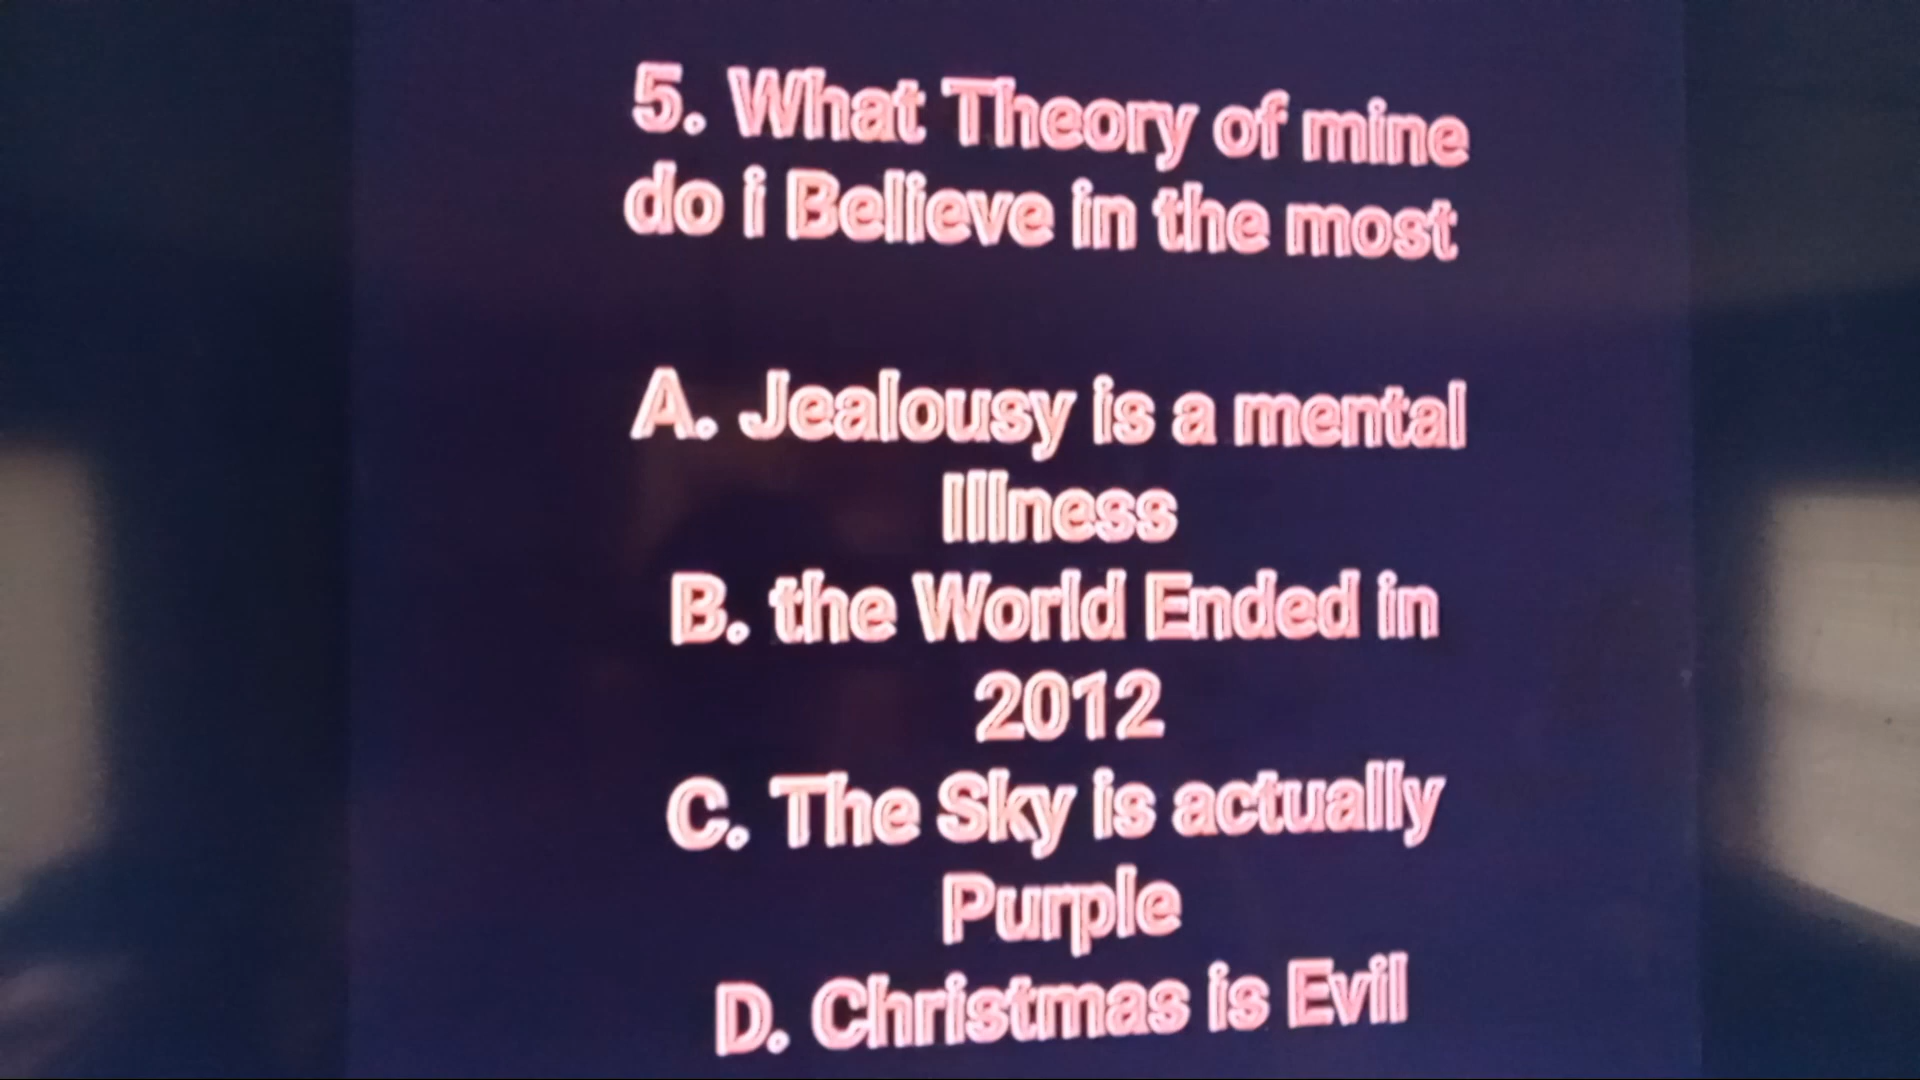 5. What Theory of mine
do i Believe in the most
A. Jealousy is a mental
Illness
B. the World Ended in
2012
C. The Sky is actually
Purple
D. Christmas is Evil